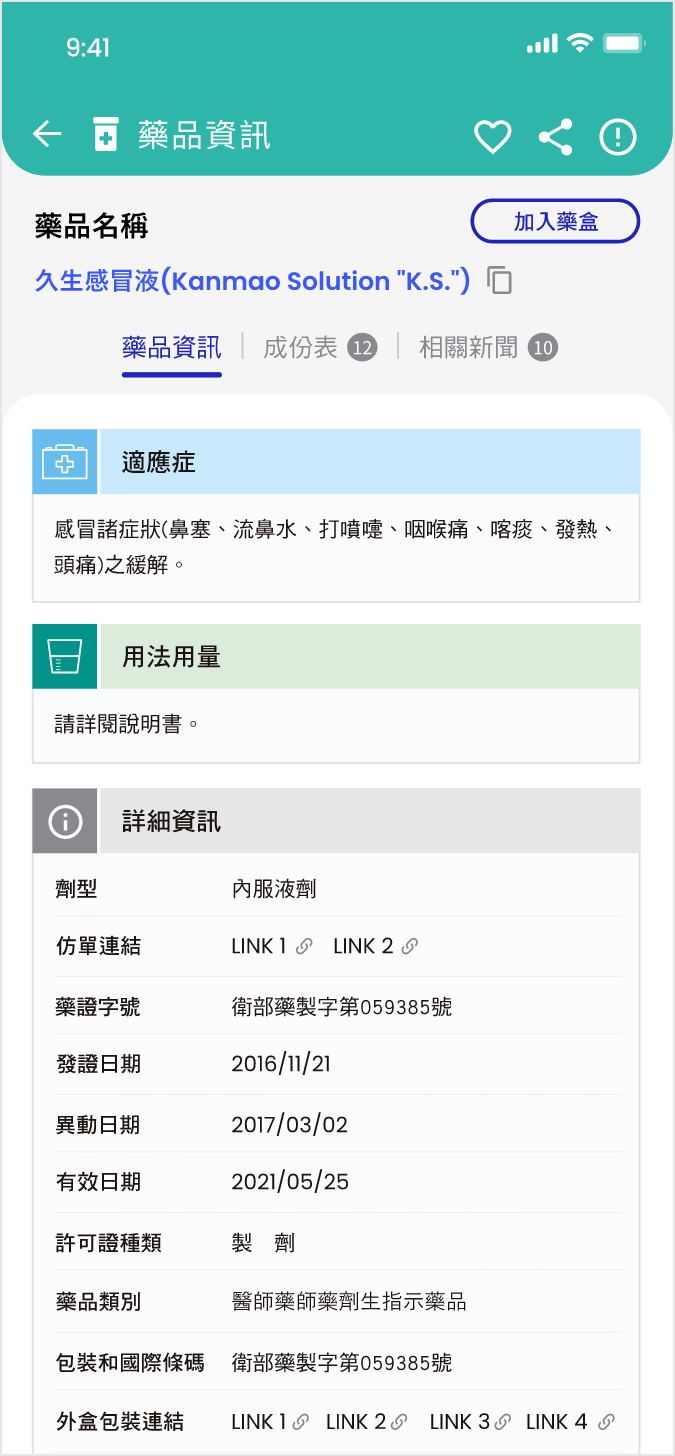 9:41
藥品資訊
藥品名稱
加入藥盒
久生感冒液(Kanmao Solution "K.S.")
藥品資訊 成份表 12 相關新聞 10
適應症
感冒諸症狀(鼻塞、流鼻水、打噴嚏、咽喉痛、喀痰、發熱、
頭痛)之緩解。
用法用量
請詳閱說明書。
詳細資訊
劑型 內服液劑
仿單連結 LINK 1 LINK 2
藥證字號 衛部藥製字第059385號
發證日期 2016/11/21
異動日期 2017/03/02
有效日期 2021/05/25
許可證種類 製　劑
藥品類別 醫師藥師藥劑生指示藥品
包裝和國際條碼 衛部藥製字第059385號
外盒包裝連結 LINK 1 LINK 2 LINK 3 LINK 4